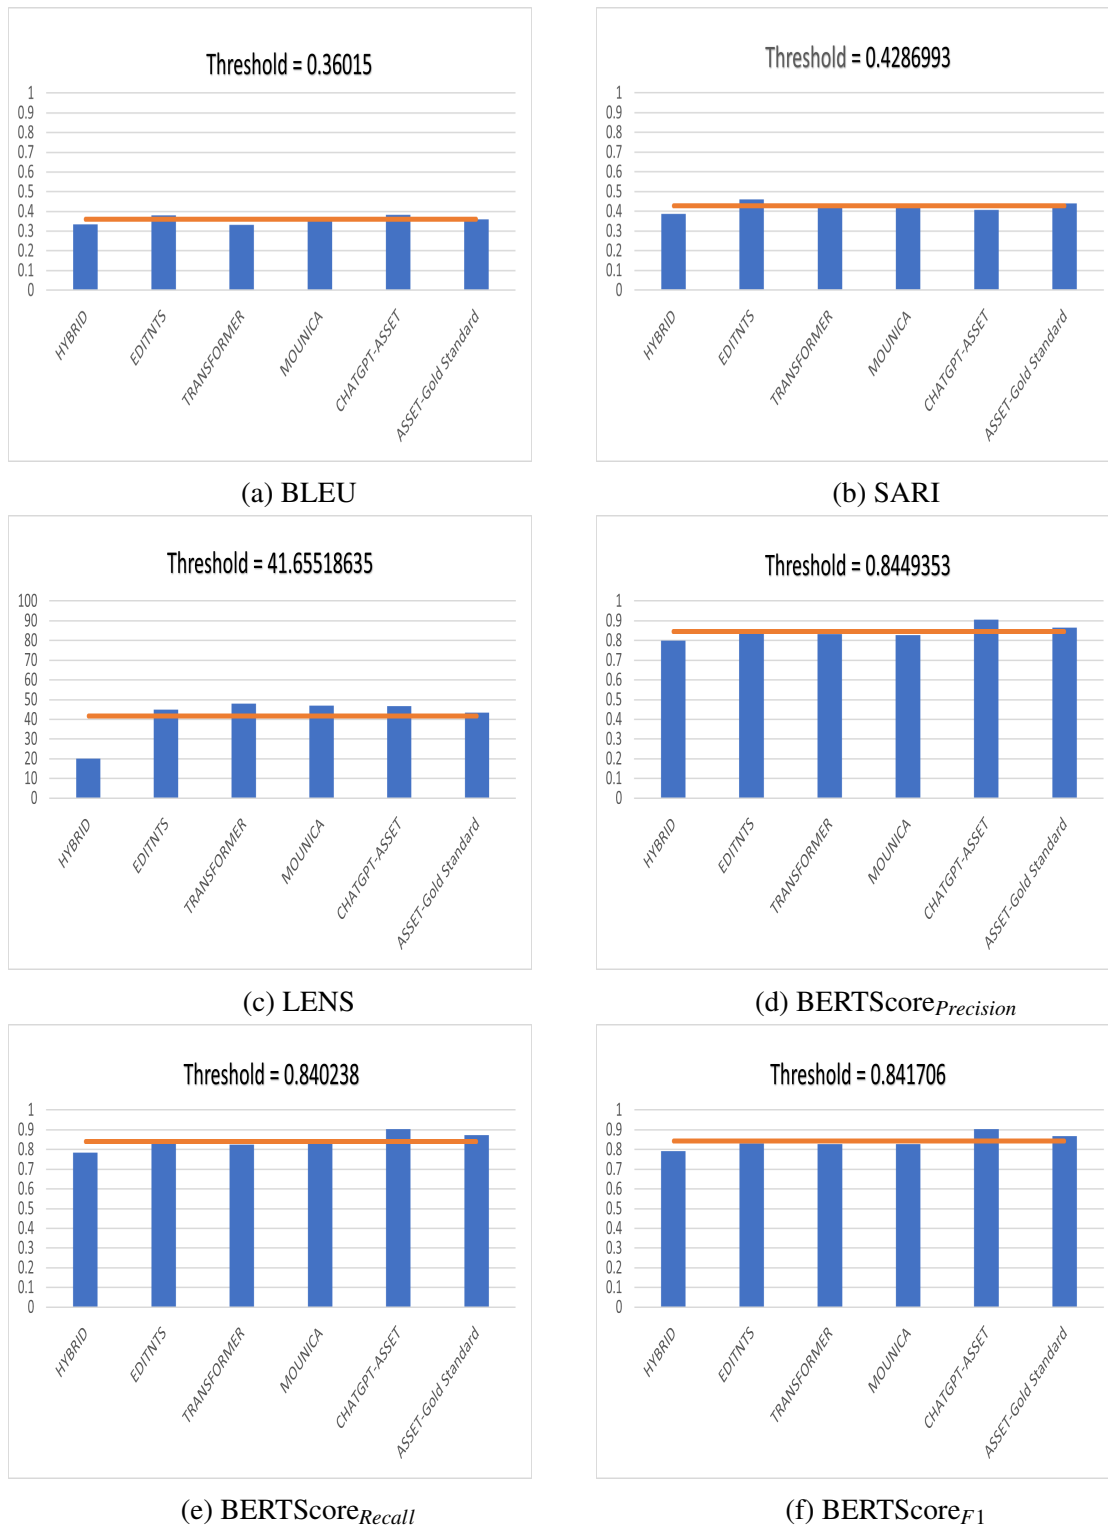 Threshold = 0.36015
1
0.9
0.8
0.7
0.6
0.5
0.4
0.3
0.2
0.1
0
HYBRID
EDITNTS
TRANSFORMER
MOUNICA
CHATGPT-ASSET
ASSET-Gold Standard
(a) BLEU
Threshold = 0.4286993
1
0.9
0.8
0.7
0.6
0.5
0.4
0.3
0.2
0.1
0
HYBRID
EDITNTS
TRANSFORMER
MOUNICA
CHATGPT-ASSET
ASSET-Gold Standard
(b) SARI
Threshold = 41.65518635
100
90
80
70
60
50
40
30
20
10
0
HYBRID
EDITNTS
TRANSFORMER
MOUNICA
CHATGPT-ASSET
ASSET-Gold Standard
(c) LENS
Threshold = 0.8449353
1
0.9
0.8
0.7
0.6
0.5
0.4
0.3
0.2
0.1
0
HYBRID
EDITNTS
TRANSFORMER
MOUNICA
CHATGPT-ASSET
ASSET-Gold Standard
(d) BERTScorePrecision
Threshold = 0.840238
1
0.9
0.8
0.7
0.6
0.5
0.4
0.3
0.2
0.1
0
HYBRID
EDITNTS
TRANSFORMER
MOUNICA
CHATGPT-ASSET
ASSET-Gold Standard
(e) BERTScoreRecall
Threshold = 0.841706
1
0.9
0.8
0.7
0.6
0.5
0.4
0.3
0.2
0.1
0
HYBRID
EDITNTS
TRANSFORMER
MOUNICA
CHATGPT-ASSET
ASSET-Gold Standard
(f) BERTScoreF1